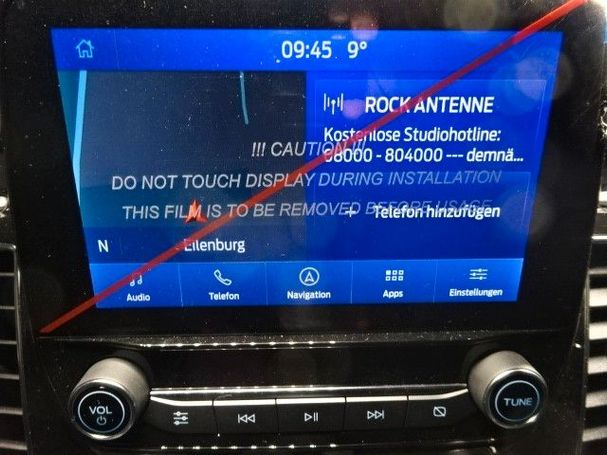 09:45 9°
ROCK ANTENNE
Kostenlose Studiohotline:
!!! CAUTION !!!
08000 - 804000 --- demnä...
DO NOT TOUCH DISPLAY DURING INSTALLATION
THIS FILM IS TO BE REMOVED BEFORE USAGE
+ Telefon hinzufügen
N Eilenburg
Audio Telefon Navigation Apps Einstellungen
VOL
TUNE